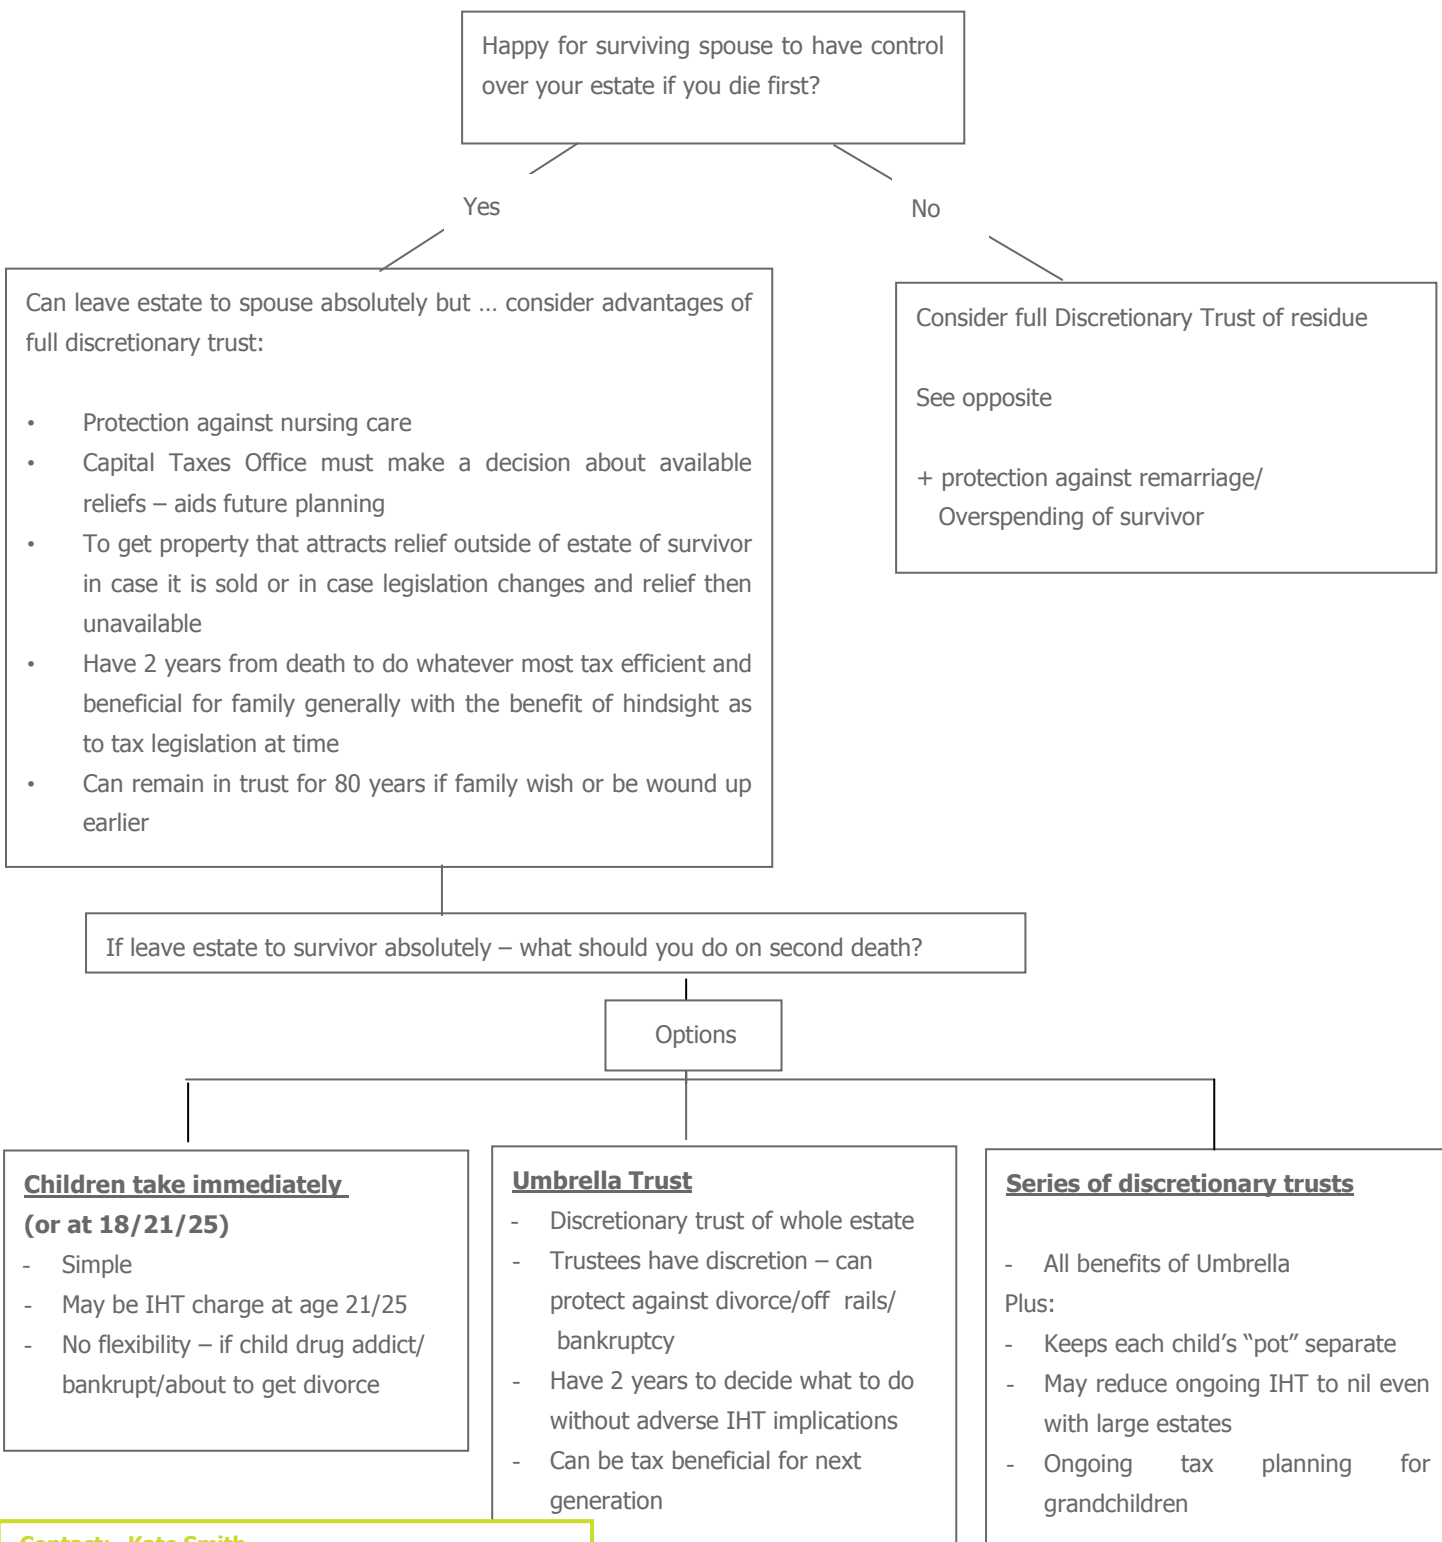 Happy for surviving spouse to have control
over your estate if you die first?
Yes
No
Can leave estate to spouse absolutely but … consider advantages of
full discretionary trust:
• Protection against nursing care
• Capital Taxes Office must make a decision about available
reliefs – aids future planning
• To get property that attracts relief outside of estate of survivor
in case it is sold or in case legislation changes and relief then
unavailable
• Have 2 years from death to do whatever most tax efficient and
beneficial for family generally with the benefit of hindsight as
to tax legislation at time
• Can remain in trust for 80 years if family wish or be wound up
earlier
Consider full Discretionary Trust of residue
See opposite
+ protection against remarriage/
Overspending of survivor
If leave estate to survivor absolutely – what should you do on second death?
Options
Children take immediately
(or at 18/21/25)
- Simple
- May be IHT charge at age 21/25
- No flexibility – if child drug addict/
bankrupt/about to get divorce
Umbrella Trust
- Discretionary trust of whole estate
- Trustees have discretion – can
protect against divorce/off rails/
bankruptcy
- Have 2 years to decide what to do
without adverse IHT implications
- Can be tax beneficial for next
generation
Series of discretionary trusts
- All benefits of Umbrella
Plus:
- Keeps each child’s “pot” separate
- May reduce ongoing IHT to nil even
with large estates
- Ongoing tax planning for
grandchildren
Contact: Kate Smith